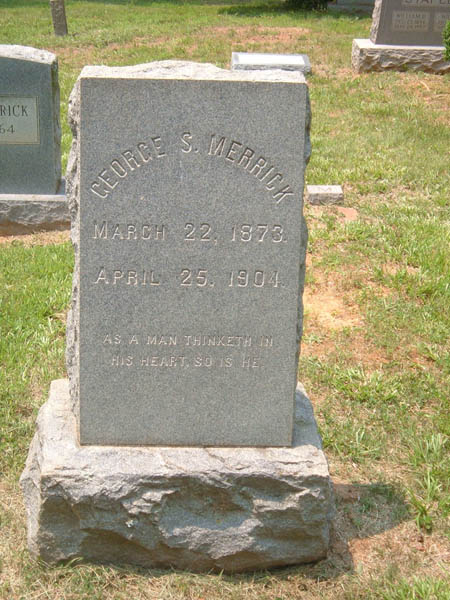 GEORGE S. MERRICK
MARCH 22, 1873.
APRIL 25, 1904.
AS A MAN THINKETH IN
HIS HEART, SO IS HE
RICK
64
WILLIAM